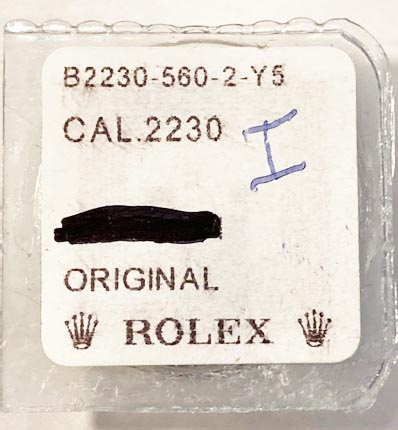 B2230-560-2-Y5
CAL.2230
I
ORIGINAL
ROLEX